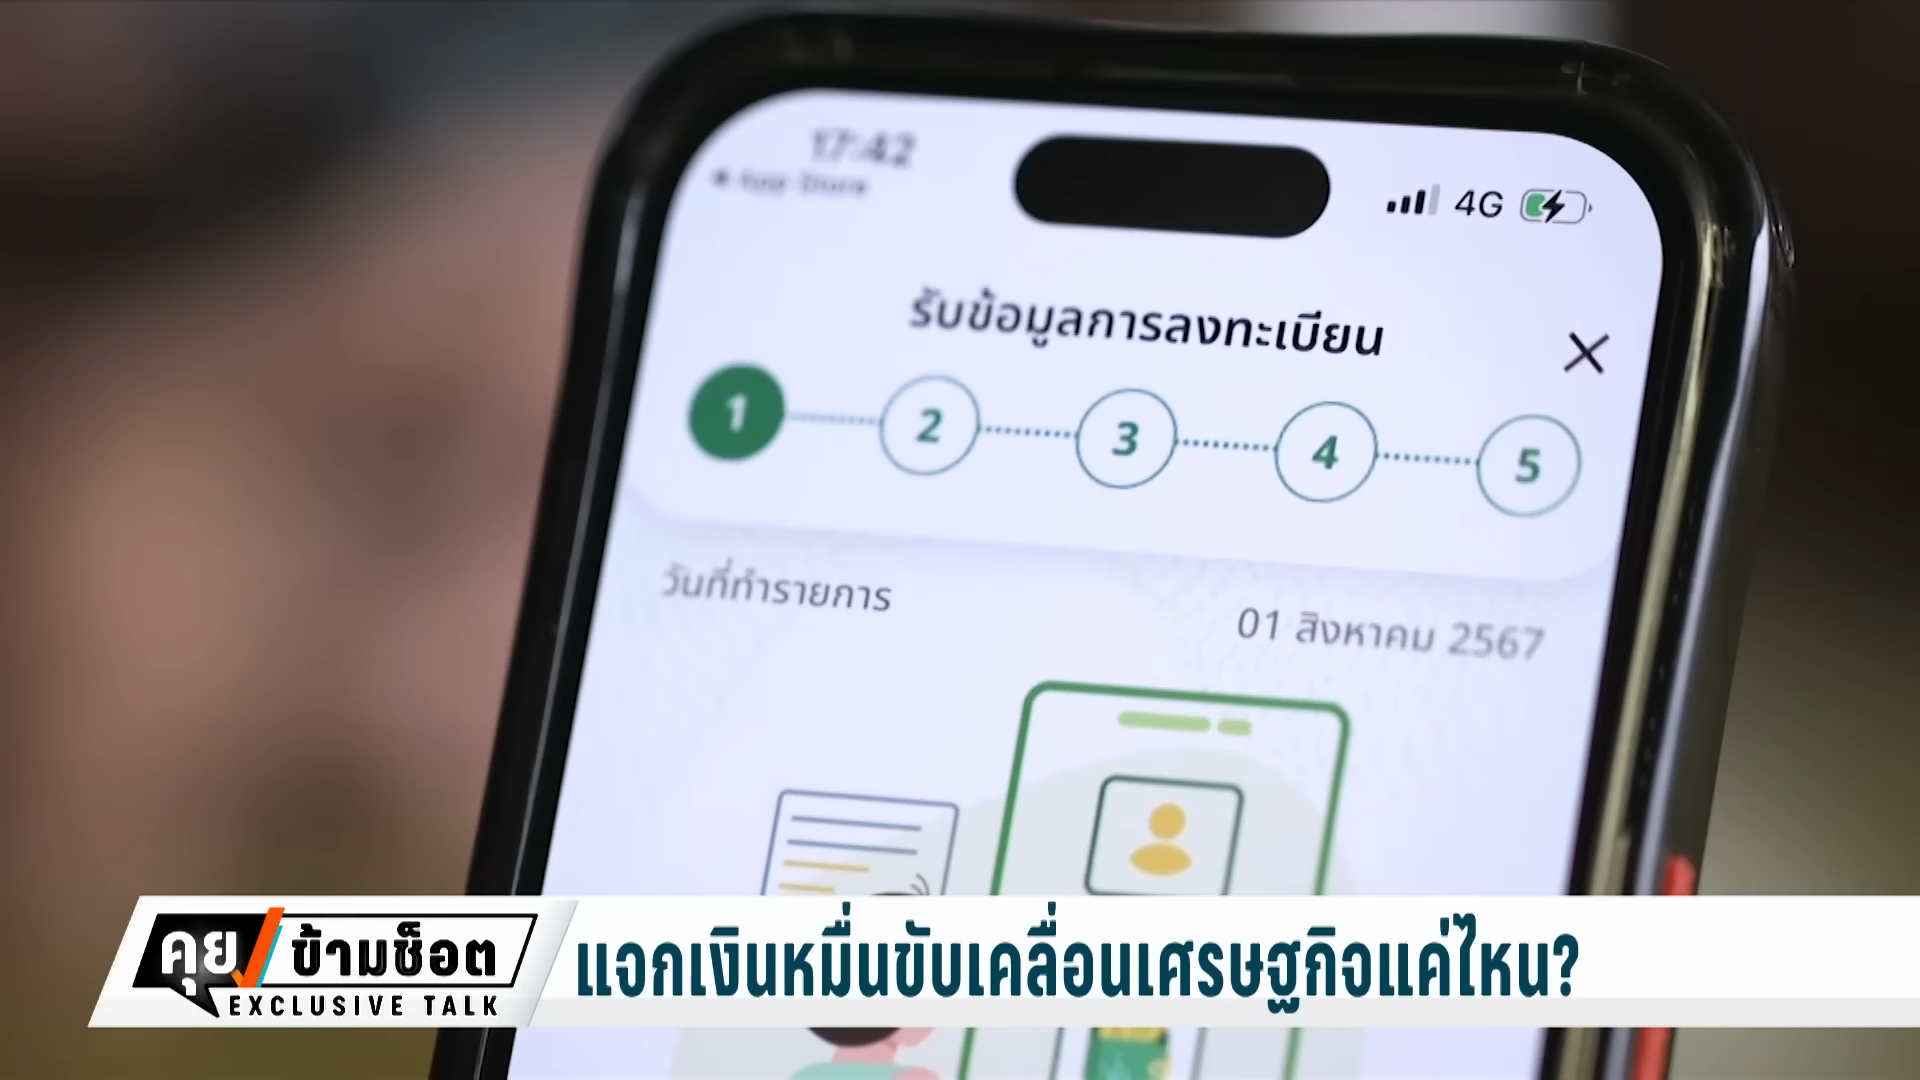 17:42
App Store
4G
รับข้อมูลการลงทะเบียน
1 2 3 4 5
วันที่ทำรายการ
01 สิงหาคม 2567
คุย ข้ามช็อต
EXCLUSIVE TALK
แจกเงินหมื่นขับเคลื่อนเศรษฐกิจแค่ไหน?